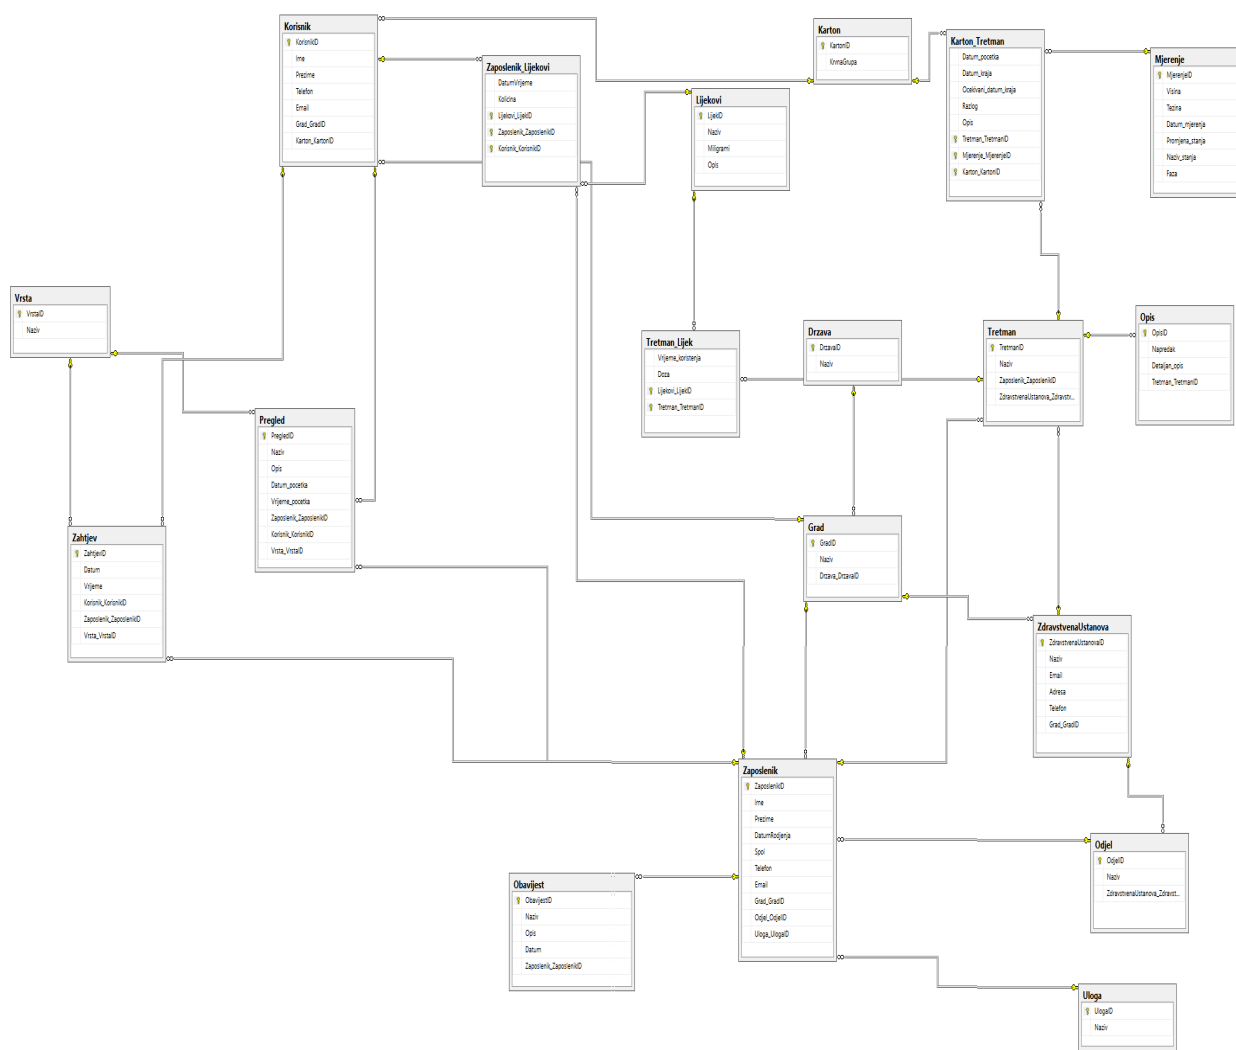 Korisnik
KorisnikID
Ime
Prezime
Telefon
Email
Grad_GradID
Karton_KartonID
Zaposlenik_Lijekovi
DatumVrijeme
Kolicina
Lijekovi_LijekID
Zaposlenik_ZaposlenikID
Korisnik_KorisnikID
Lijekovi
LijekID
Naziv
Miligrami
Opis
Karton
KartonID
KrvnaGrupa
Karton_Tretman
Datum_pocetka
Datum_kraja
Ocekivani_datum_kraja
Razlog
Opis
Tretman_TretmanID
Mjerenje_MjerenjeID
Karton_KartonID
Mjerenje
MjerenjeID
Visina
Tezina
Datum_mjerenja
Promjena_stanja
Naziv_stanja
Faza
Vrsta
VrstaID
Naziv
Pregled
PregledID
Naziv
Opis
Datum_pocetka
Vrijeme_pocetka
Zaposlenik_ZaposlenikID
Korisnik_KorisnikID
Vrsta_VrstaID
Tretman_Lijek
Vrijeme_koristenja
Doza
Lijekovi_LijekID
Tretman_TretmanID
Drzava
DrzavaID
Naziv
Tretman
TretmanID
Naziv
Zaposlenik_ZaposlenikID
ZdravstvenaUstanova_Zdravstv...
Opis
OpisID
Napredak
Detaljan_opis
Tretman_TretmanID
Zahtjev
ZahtjevID
Datum
Vrijeme
Korisnik_KorisnikID
Zaposlenik_ZaposlenikID
Vrsta_VrstaID
Grad
GradID
Naziv
Drzava_DrzavaID
ZdravstvenaUstanova
ZdravstvenaUstanovaID
Naziv
Email
Adresa
Telefon
Grad_GradID
Zaposlenik
ZaposlenikID
Ime
Prezime
DatumRodjenja
Spol
Telefon
Email
Grad_GradID
Odjel_OdjelID
Uloga_UlogaID
Obavijest
ObavijestID
Naziv
Opis
Datum
Zaposlenik_ZaposlenikID
Odjel
OdjelID
Naziv
ZdravstvenaUstanova_Zdravst...
Uloga
UlogaID
Naziv